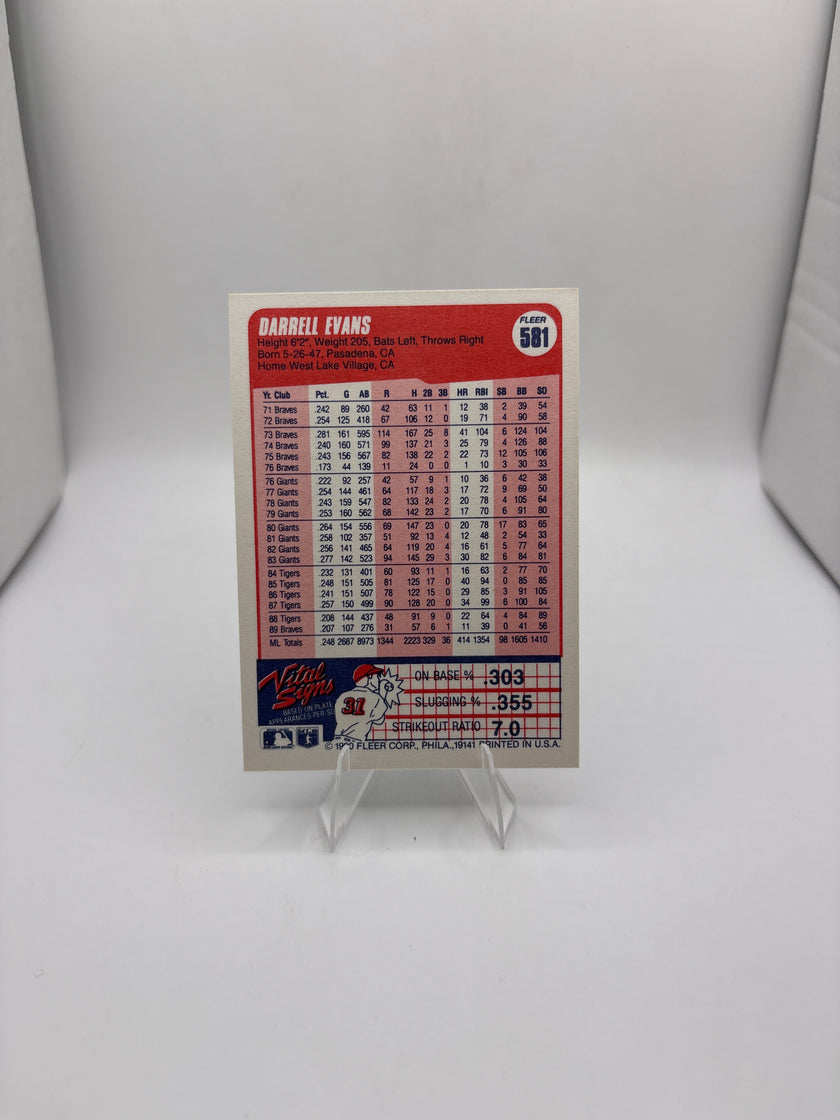 DARRELL EVANS
FLEER
581
Height 6'2", Weight 205, Bats Left, Throws Right
Born 5-26-47, Pasadena, CA
Home West Lake Village, CA
Yr. Club Pct. G AB R H 2B 3B HR RBI SB BB SO
71 Braves .242 89 260 42 63 11 1 12 38 2 39 54
72 Braves .254 125 418 67 106 12 0 19 71 4 90 58
73 Braves .281 161 595 114 167 25 8 41 104 6 124 104
74 Braves .240 160 571 99 137 21 3 25 79 4 126 88
75 Braves .243 156 567 82 138 22 2 22 73 12 105 106
76 Braves .173 44 139 11 24 0 0 1 10 3 30 33
76 Giants .222 92 257 42 57 9 1 10 36 6 42 38
77 Giants .254 144 461 64 117 18 3 17 72 9 69 50
78 Giants .243 159 547 82 133 24 2 20 78 4 105 64
79 Giants .253 160 562 68 142 23 2 17 70 6 91 80
80 Giants .264 154 556 69 147 23 0 20 78 17 83 65
81 Giants .258 102 357 51 92 13 4 12 48 2 54 33
82 Giants .256 141 465 64 119 20 4 16 61 5 77 64
83 Giants .277 142 523 94 145 29 3 30 82 6 84 81
84 Tigers .232 131 401 60 93 11 1 16 63 2 77 70
85 Tigers .248 151 505 81 125 17 0 40 94 0 85 85
86 Tigers .241 151 507 78 122 15 0 29 85 3 91 105
87 Tigers .257 150 499 90 128 20 0 34 99 6 100 84
88 Tigers .208 144 437 48 91 9 0 22 64 4 84 89
89 Braves .207 107 276 31 57 6 1 11 39 0 41 56
ML Totals .248 2687 8973 1344 2223 329 36 414 1354 98 1605 1410
Vital Signs
BASED ON PLATE
APPEARANCES PER SO
31
ON BASE % .303
SLUGGING % .355
STRIKEOUT RATIO 7.0
© 1990 FLEER CORP., PHILA., 19141 PRINTED IN U.S.A.